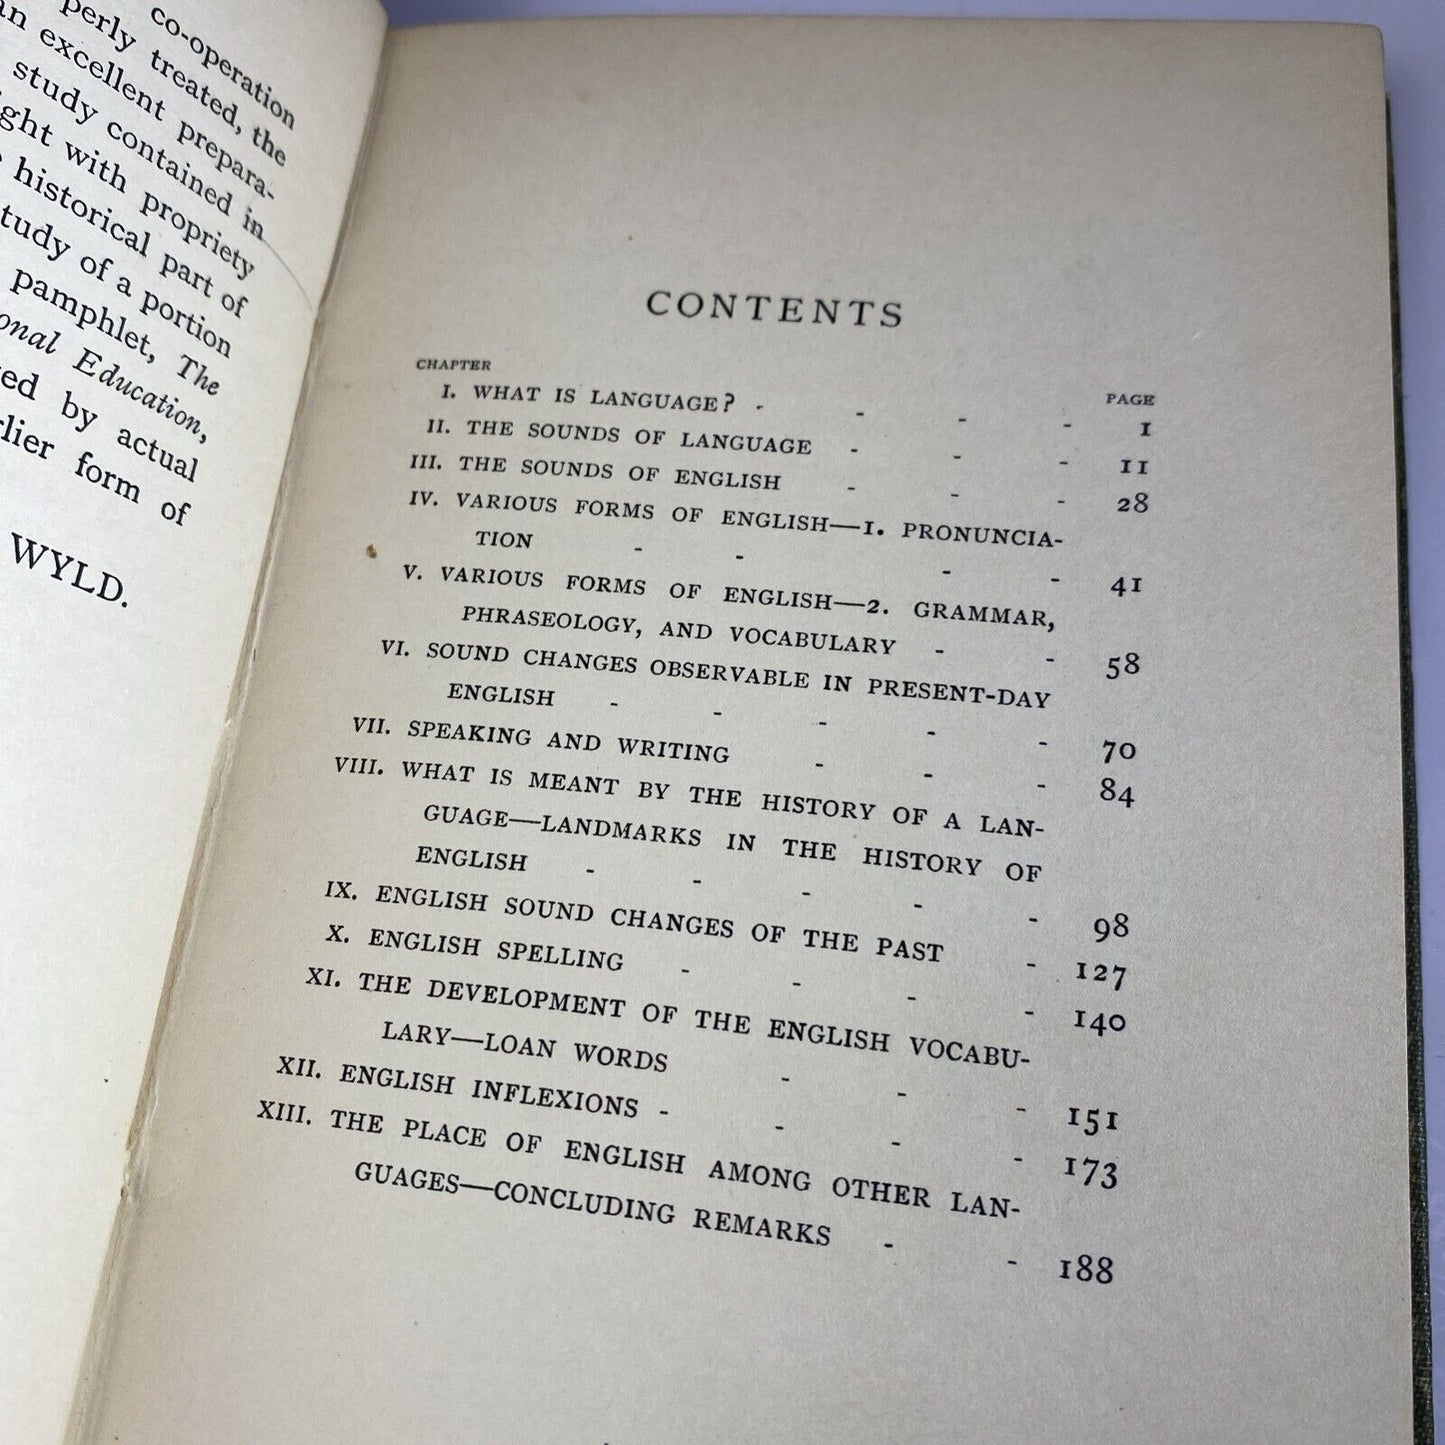 co-operation
perly treated, the
excellent prepara-
study contained in
ght with propriety
historical part of
tudy of a portion
pamphlet, The
onal Education,
ed by actual
rlier form of
WYLD.
CONTENTS
CHAPTER PAGE
I. WHAT IS LANGUAGE? - - - - 1
II. THE SOUNDS OF LANGUAGE - - - 11
III. THE SOUNDS OF ENGLISH - - - 28
IV. VARIOUS FORMS OF ENGLISH—1. PRONUNCIA-
TION - - - - 41
V. VARIOUS FORMS OF ENGLISH—2. GRAMMAR,
PHRASEOLOGY, AND VOCABULARY - - 58
VI. SOUND CHANGES OBSERVABLE IN PRESENT-DAY
ENGLISH - - - - - 70
VII. SPEAKING AND WRITING - - - 84
VIII. WHAT IS MEANT BY THE HISTORY OF A LAN-
GUAGE—LANDMARKS IN THE HISTORY OF
ENGLISH - - - - - 98
IX. ENGLISH SOUND CHANGES OF THE PAST - 127
X. ENGLISH SPELLING - - - - 140
XI. THE DEVELOPMENT OF THE ENGLISH VOCABU-
LARY—LOAN WORDS - - - 151
XII. ENGLISH INFLEXIONS - - - - 173
XIII. THE PLACE OF ENGLISH AMONG OTHER LAN-
GUAGES—CONCLUDING REMARKS - - 188